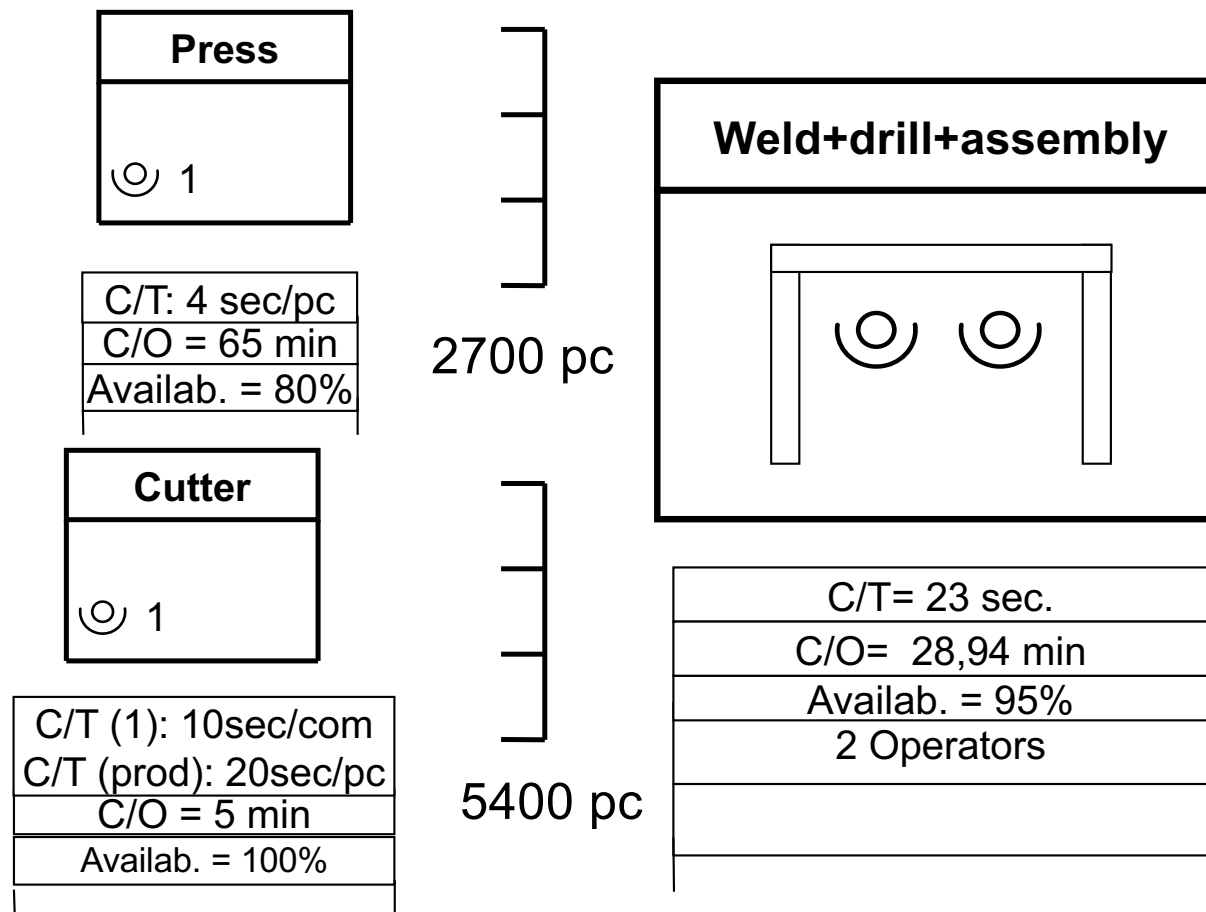 Press
1
C/T: 4 sec/pc
C/O = 65 min
Availab. = 80%
2700 pc
Cutter
1
C/T (1): 10sec/com
C/T (prod): 20sec/pc
C/O = 5 min
Availab. = 100%
5400 pc
Weld+drill+assembly
C/T= 23 sec.
C/O=  28,94 min
Availab. = 95%
2 Operators